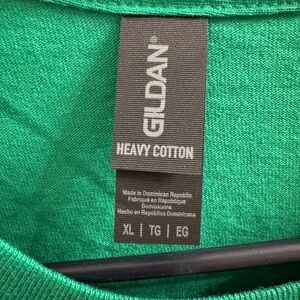 GILDAN®
HEAVY COTTON
Made in Dominican Republic
Fabriqué en République
Dominicaine
Hecho en República Dominicana
XL | TG | EG